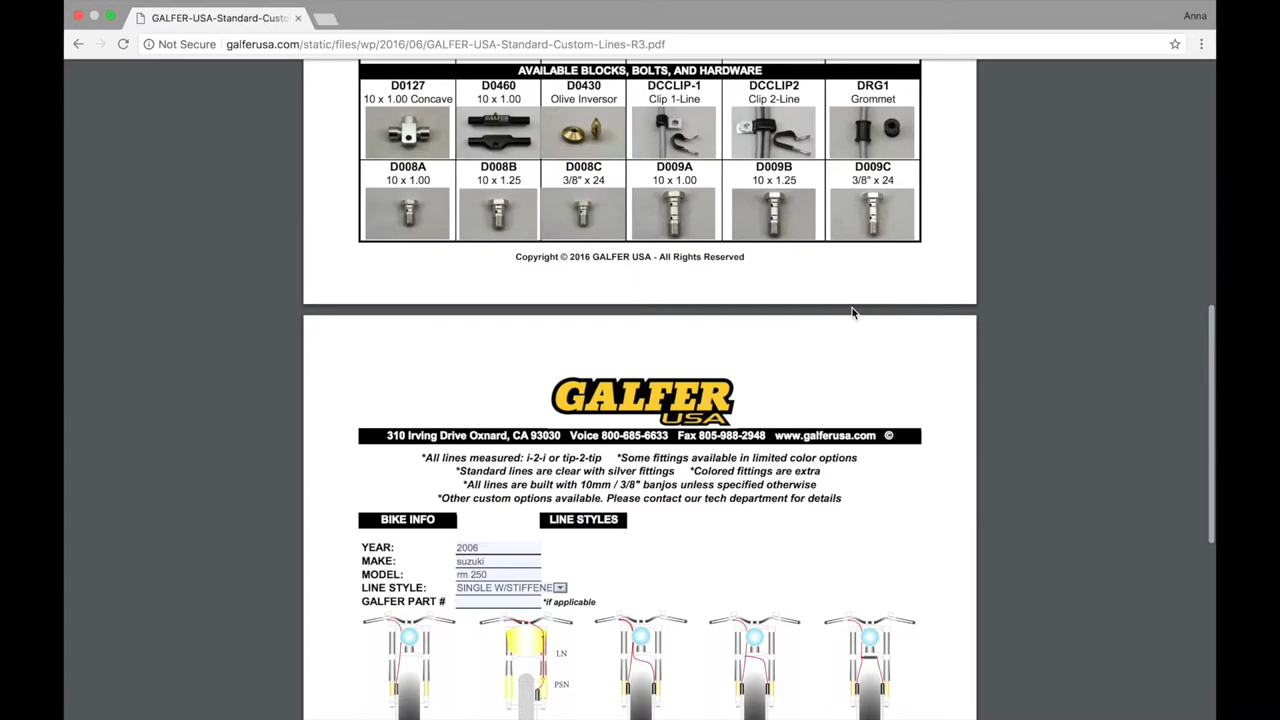 GALFER-USA-Standard-Custo
Anna
Not Secure galferusa.com/static/files/wp/2016/06/GALFER-USA-Standard-Custom-Lines-R3.pdf
AVAILABLE BLOCKS, BOLTS, AND HARDWARE
D0127 D0460 D0430 DCCLIP-1 DCCLIP2 DRG1
10 x 1.00 Concave 10 x 1.00 Olive Inversor Clip 1-Line Clip 2-Line Grommet
GALFER
D008A D008B D008C D009A D009B D009C
10 x 1.00 10 x 1.25 3/8" x 24 10 x 1.00 10 x 1.25 3/8" x 24
Copyright © 2016 GALFER USA - All Rights Reserved
GALFER
USA
310 Irving Drive Oxnard, CA 93030 Voice 800-685-6633 Fax 805-988-2948 www.galferusa.com ©
*All lines measured: i-2-i or tip-2-tip *Some fittings available in limited color options
*Standard lines are clear with silver fittings *Colored fittings are extra
*All lines are built with 10mm / 3/8" banjos unless specified otherwise
*Other custom options available. Please contact our tech department for details
BIKE INFO LINE STYLES
YEAR: 2006
MAKE: suzuki
MODEL: rm 250
LINE STYLE: SINGLE W/STIFFENE
GALFER PART # *if applicable
LN
PSN